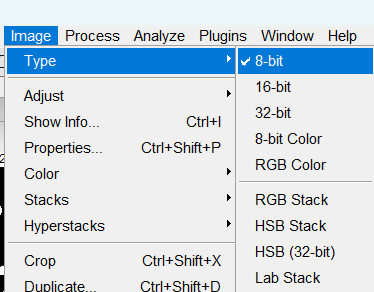 Image Process Analyze Plugins Window Help
Type
Adjust
Show Info... Ctrl+I
Properties... Ctrl+Shift+P
Color
Stacks
Hyperstacks
Crop Ctrl+Shift+X
Duplicate... Ctrl+Shift+D
8-bit
16-bit
32-bit
8-bit Color
RGB Color
RGB Stack
HSB Stack
HSB (32-bit)
Lab Stack